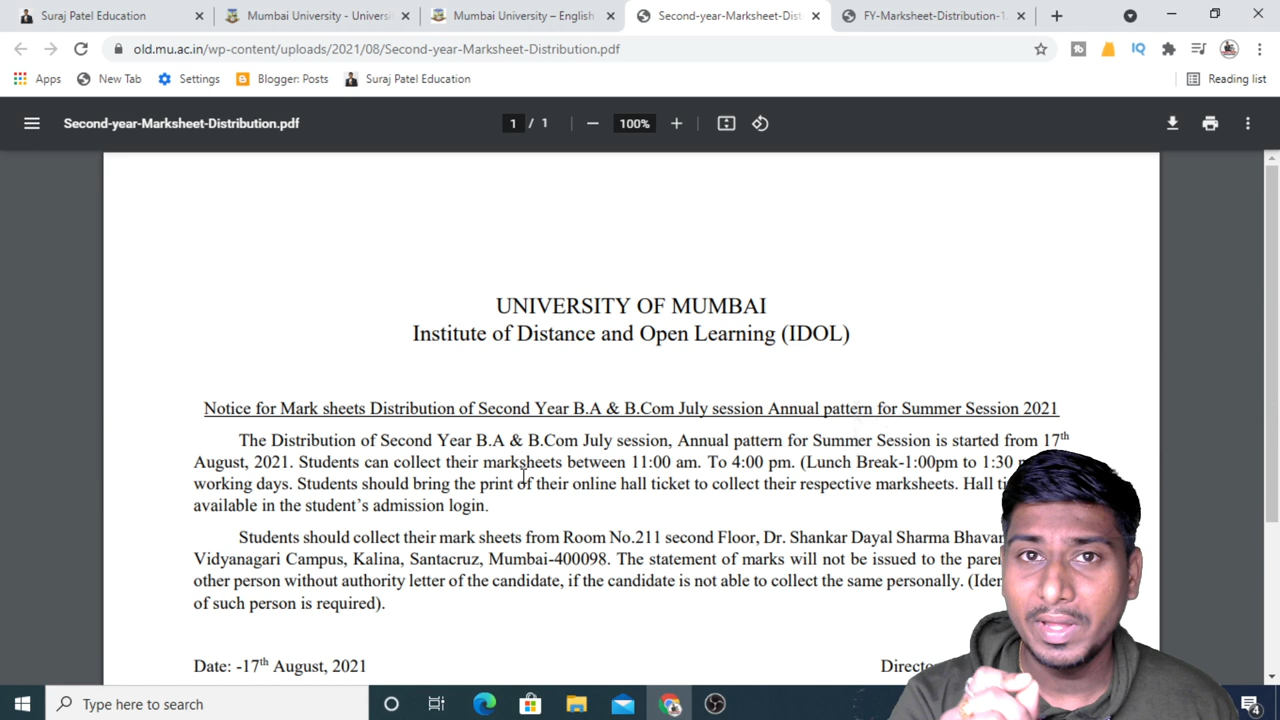 Suraj Patel Education
Mumbai University - Universi
Mumbai University – English
Second-year-Marksheet-Dist
FY-Marksheet-Distribution-1
old.mu.ac.in/wp-content/uploads/2021/08/Second-year-Marksheet-Distribution.pdf
IQ
Apps New Tab Settings Blogger: Posts Suraj Patel Education Reading list
Second-year-Marksheet-Distribution.pdf 1 / 1 100%
UNIVERSITY OF MUMBAI
Institute of Distance and Open Learning (IDOL)
Notice for Mark sheets Distribution of Second Year B.A & B.Com July session Annual pattern for Summer Session 2021
The Distribution of Second Year B.A & B.Com July session, Annual pattern for Summer Session is started from 17th
August, 2021. Students can collect their marksheets between 11:00 am. To 4:00 pm. (Lunch Break-1:00pm to 1:30
working days. Students should bring the print of their online hall ticket to collect their respective marksheets. Hall
available in the student's admission login.
Students should collect their mark sheets from Room No.211 second Floor, Dr. Shankar Dayal Sharma Bhavan
Vidyanagari Campus, Kalina, Santacruz, Mumbai-400098. The statement of marks will not be issued to the
other person without authority letter of the candidate, if the candidate is not able to collect the same personally.
of such person is required).
Date: -17th August, 2021
Type here to search
4